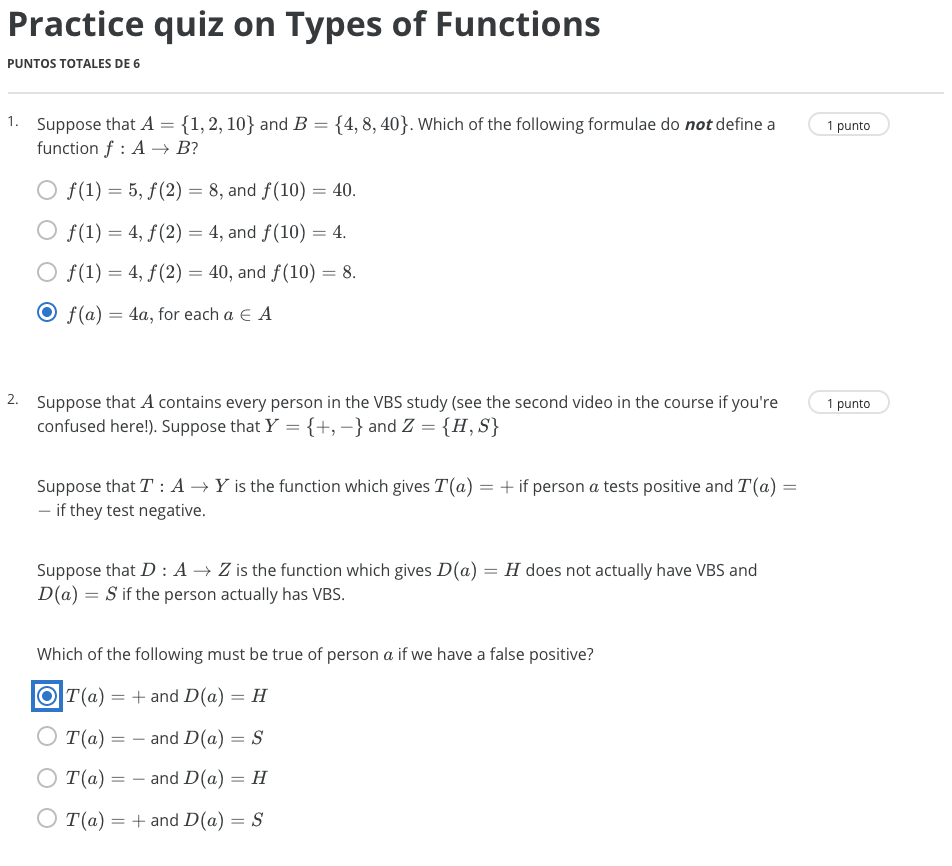 Practice quiz on Types of Functions
PUNTOS TOTALES DE 6
1. Suppose that A = {1, 2, 10} and B = {4, 8, 40}. Which of the following formulae do not define a
1 punto
function f : A → B?
f(1) = 5, f(2) = 8, and f(10) = 40.
f(1) = 4, f(2) = 4, and f(10) = 4.
f(1) = 4, f(2) = 40, and f(10) = 8.
f(a) = 4a, for each a ∈ A
2. Suppose that A contains every person in the VBS study (see the second video in the course if you're
1 punto
confused here!). Suppose that Y = {+, −} and Z = {H, S}
Suppose that T : A → Y is the function which gives T(a) = + if person a tests positive and T(a) =
− if they test negative.
Suppose that D : A → Z is the function which gives D(a) = H does not actually have VBS and
D(a) = S if the person actually has VBS.
Which of the following must be true of person a if we have a false positive?
T(a) = + and D(a) = H
T(a) = − and D(a) = S
T(a) = − and D(a) = H
T(a) = + and D(a) = S